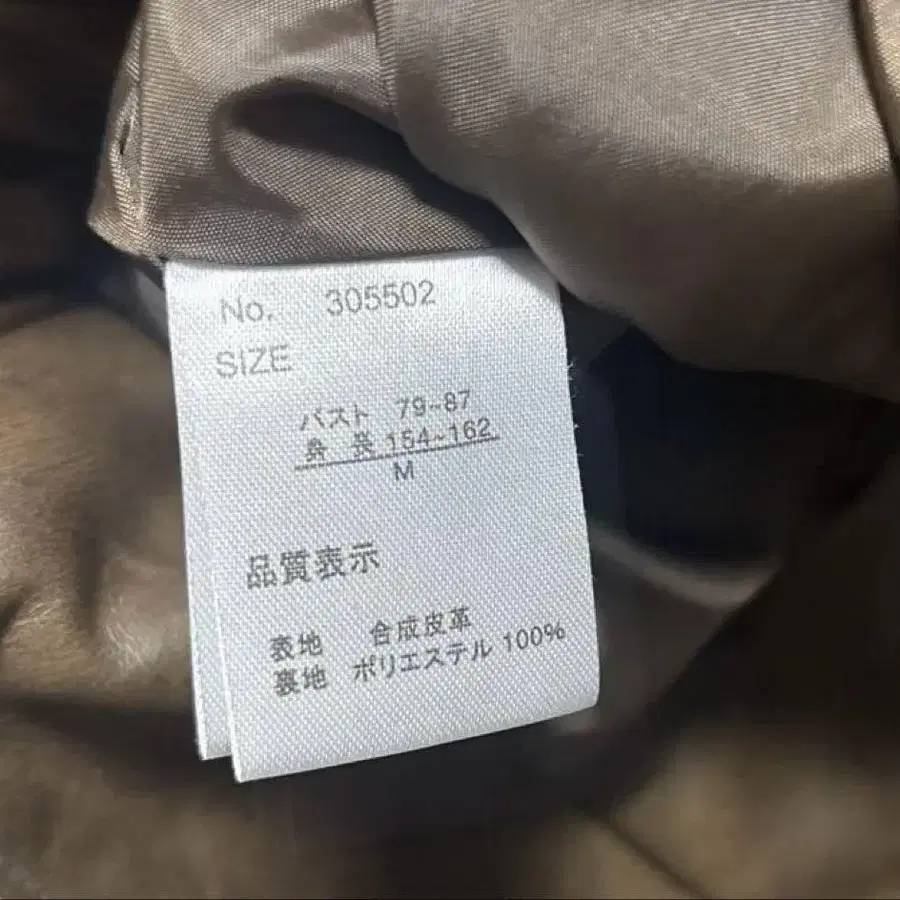 No. 305502
SIZE
バスト 79~87
身長 154~162
M
品質表示
表地 合成皮革
裏地 ポリエステル 100%